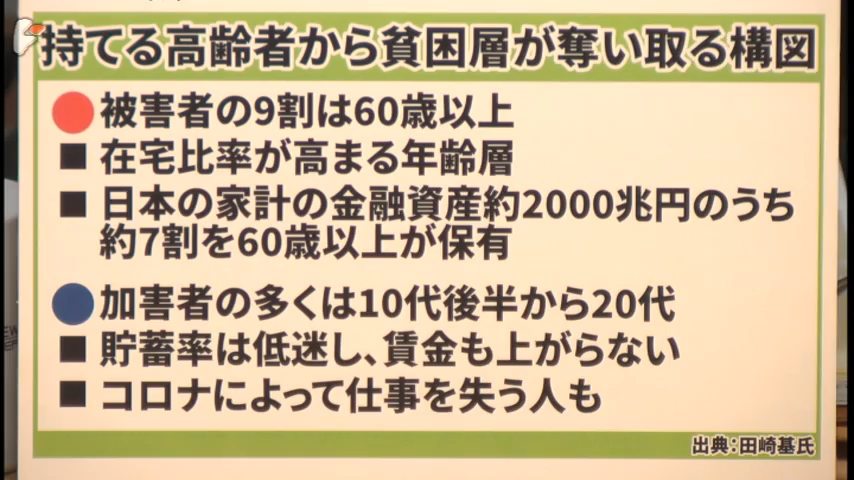 持てる高齢者から貧困層が奪い取る構図
被害者の9割は60歳以上
■ 在宅比率が高まる年齢層
■ 日本の家計の金融資産約2000兆円のうち
約7割を60歳以上が保有
加害者の多くは10代後半から20代
■ 貯蓄率は低迷し、賃金も上がらない
■ コロナによって仕事を失う人も
出典:田崎基氏